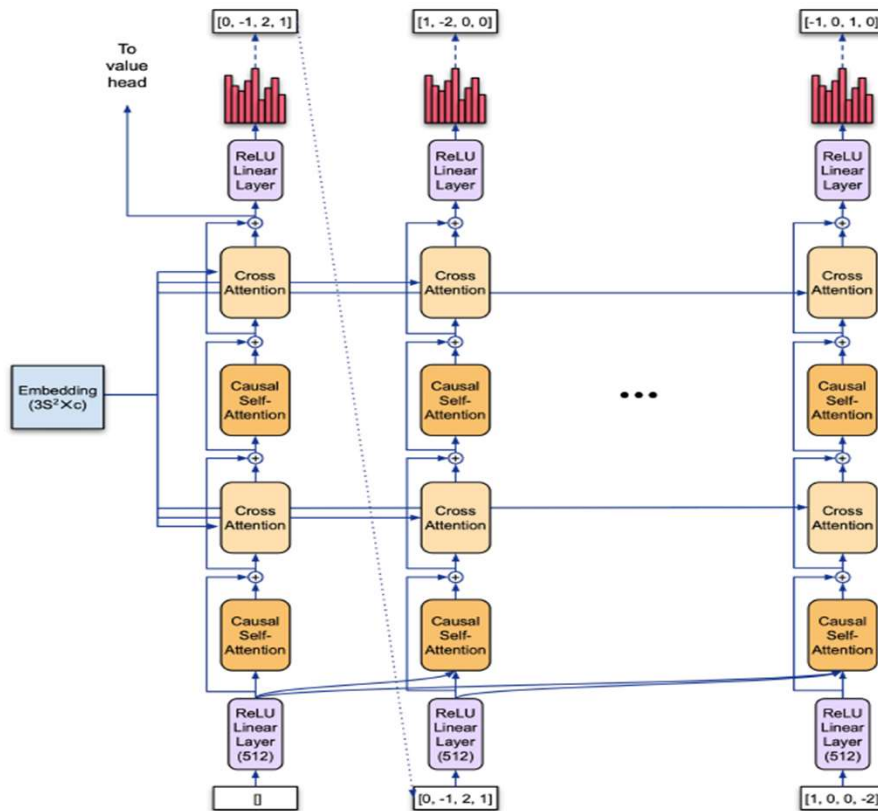 [0, -1, 2, 1]
[1, -2, 0, 0]
[-1, 0, 1, 0]
To
value
head
ReLU
Linear
Layer
ReLU
Linear
Layer
ReLU
Linear
Layer
+
+
+
Cross
Attention
Cross
Attention
Cross
Attention
+
+
+
Embedding
(3S²×c)
Causal
Self-
Attention
Causal
Self-
Attention
•••
Causal
Self-
Attention
+
+
+
Cross
Attention
Cross
Attention
Cross
Attention
+
+
+
Causal
Self-
Attention
Causal
Self-
Attention
Causal
Self-
Attention
ReLU
Linear
Layer
(512)
ReLU
Linear
Layer
(512)
ReLU
Linear
Layer
(512)
[]
[0, -1, 2, 1]
[1, 0, 0, -2]